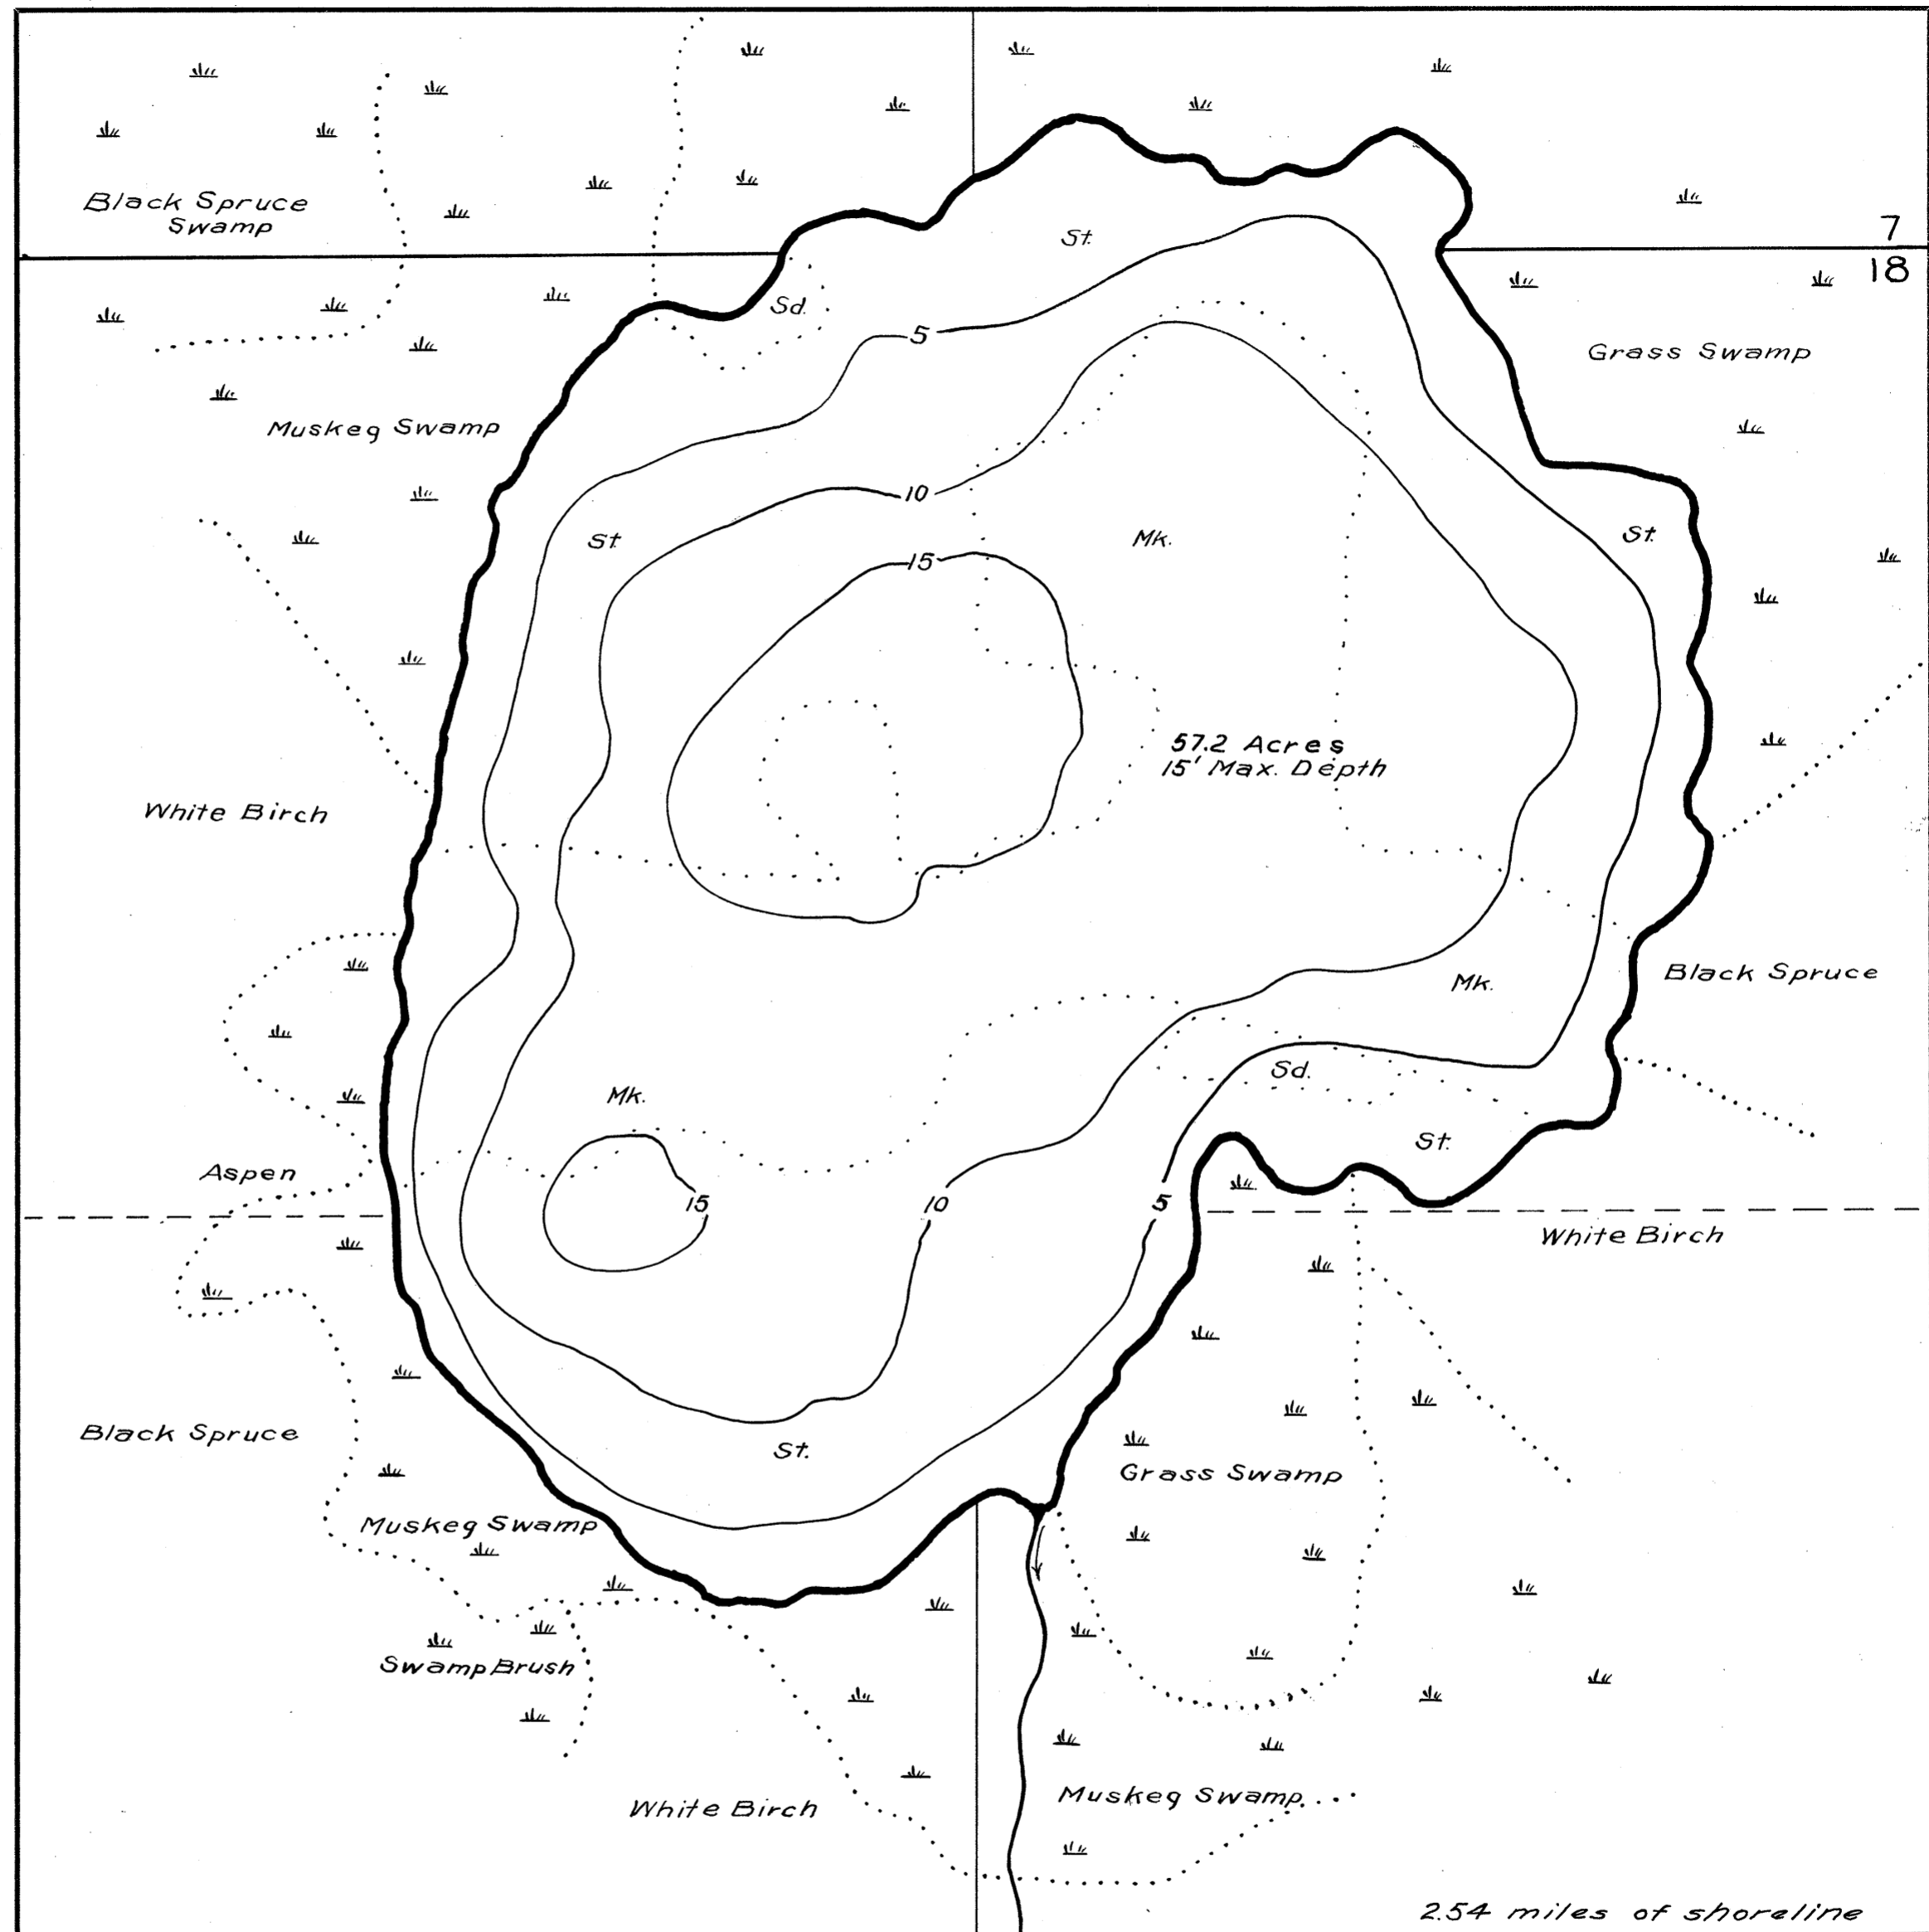 Black Spruce
Swamp
7
18
St.
Sd.
5
Grass Swamp
Muskeg Swamp
10
St.
St
Mk.
15
57.2 Acres
15' Max. Depth
White Birch
Black Spruce
Mk.
Sd.
Mk.
St.
Aspen
15
10
5
White Birch
Black Spruce
St.
Grass Swamp
Muskeg Swamp
Swamp Brush
Muskeg Swamp
White Birch
2.54 miles of shoreline